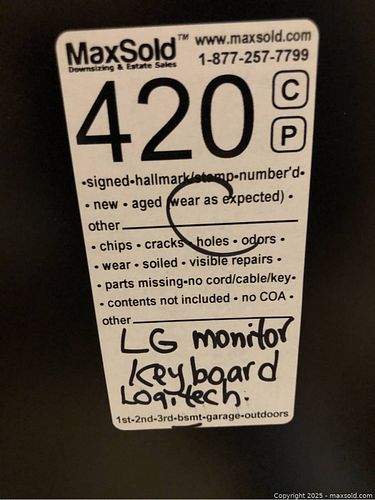 MaxSold™ www.maxsold.com
Downsizing & Estate Sales 1-877-257-7799
420 C
P
•signed•hallmark/stamp•number'd•
• new • aged (wear as expected) •
other
• chips • cracks • holes • odors •
• wear • soiled • visible repairs •
• parts missing•no cord/cable/key•
• contents not included • no COA •
other
LG monitor
Keyboard
Logitech.
1st-2nd-3rd-bsmt-garage-outdoors
Copyright 2025 - maxsold.com